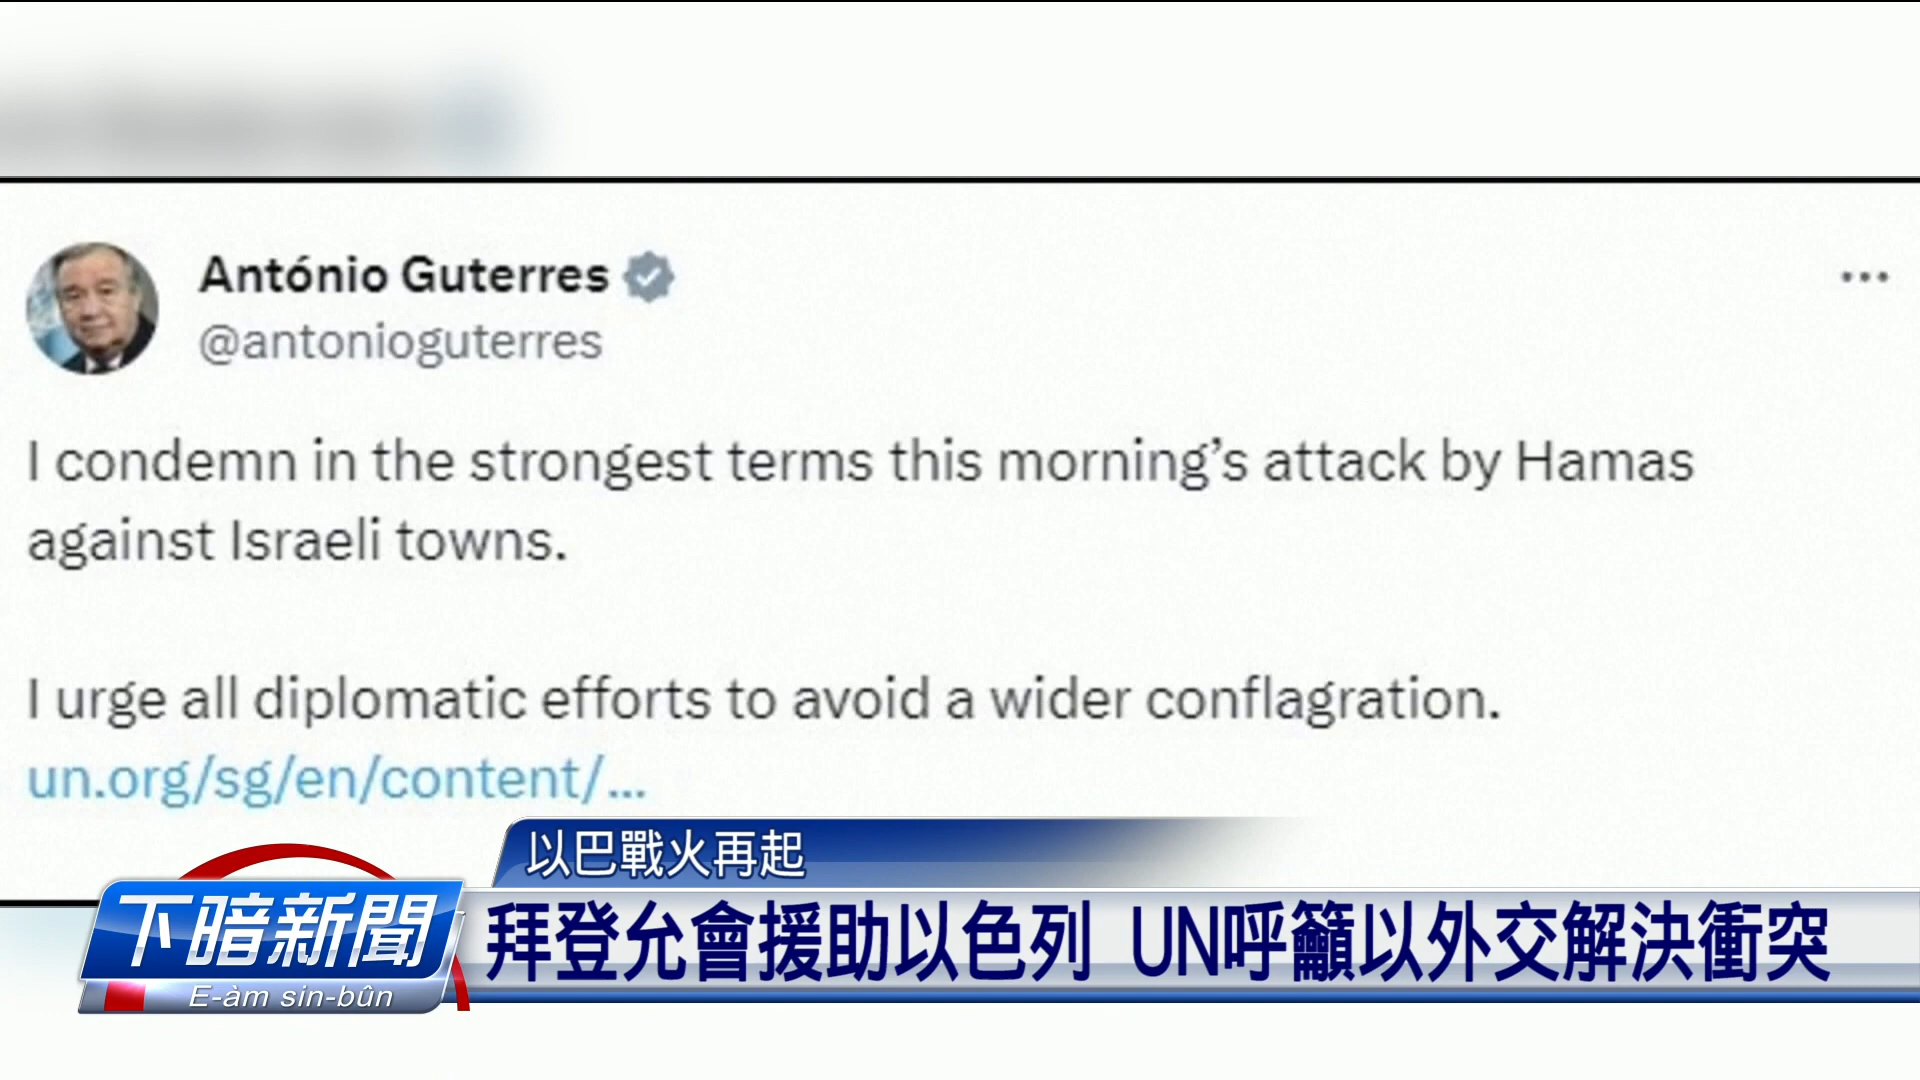 António Guterres
@antonioguterres
I condemn in the strongest terms this morning’s attack by Hamas
against Israeli towns.
I urge all diplomatic efforts to avoid a wider conflagration.
un.org/sg/en/content/...
以巴戰火再起
下暗新聞
拜登允會援助以色列 UN呼籲以外交解決衝突
E-àm sin-bûn